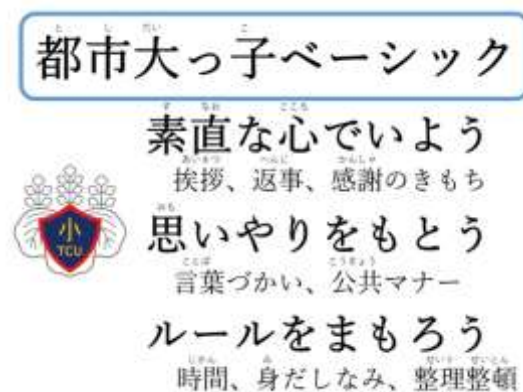 都市大っ子ベーシック
素直な心でいよう
挨拶、返事、感謝のきもち
小
TCU
思いやりをもとう
言葉づかい、公共マナー
ルールをまもろう
時間、身だしなみ、整理整頓